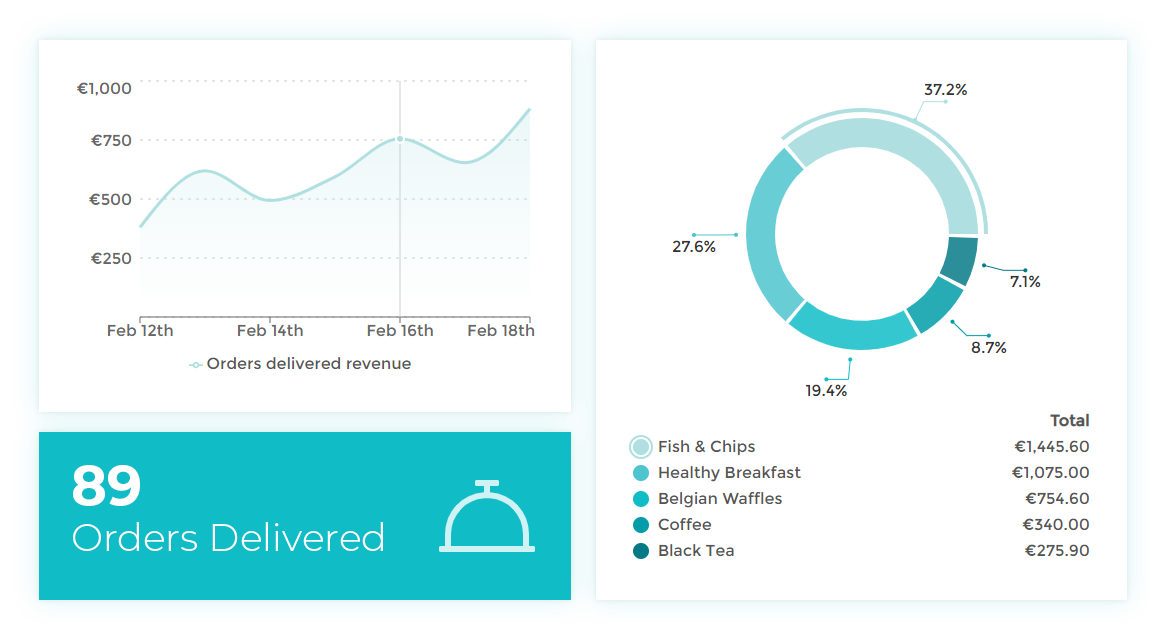 €1,000
€750
€500
€250
Feb 12th Feb 14th Feb 16th Feb 18th
Orders delivered revenue
89
Orders Delivered
37.2%
27.6%
7.1%
8.7%
19.4%
Total
Fish & Chips €1,445.60
Healthy Breakfast €1,075.00
Belgian Waffles €754.60
Coffee €340.00
Black Tea €275.90